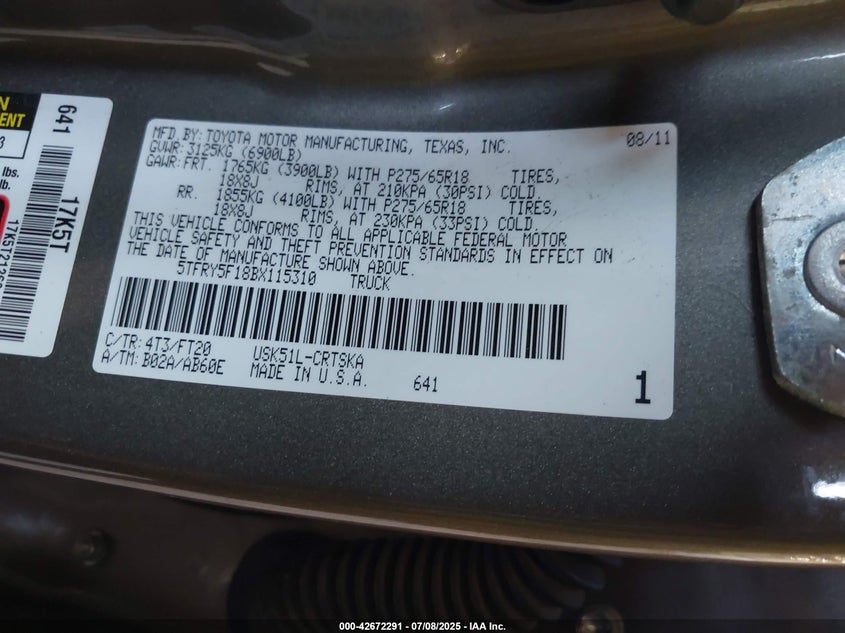 N
ENT
3
lbs.
lb.
641
17K5T
MFD. BY: TOYOTA MOTOR MANUFACTURING, TEXAS, INC. 08/11
GVWR: 3125KG (6900LB)
GAWR: FRT. 1765KG (3900LB) WITH P275/65R18 TIRES,
18X8J RIMS, AT 210KPA (30PSI) COLD
RR. 1855KG (4100LB) WITH P275/65R18 TIRES,
18X8J RIMS, AT 230KPA (33PSI) COLD
THIS VEHICLE CONFORMS TO ALL APPLICABLE FEDERAL MOTOR
VEHICLE SAFETY AND THEFT PREVENTION STANDARDS IN EFFECT ON
THE DATE OF MANUFACTURE SHOWN ABOVE.
5TFRY5F18BX115310 TRUCK
C/TR: 4T3/FT20 USK51L-CRTSKA
A/TM: B02A/AB60E MADE IN U.S.A. 641 1
000-42672291 - 07/08/2025 - IAA Inc.